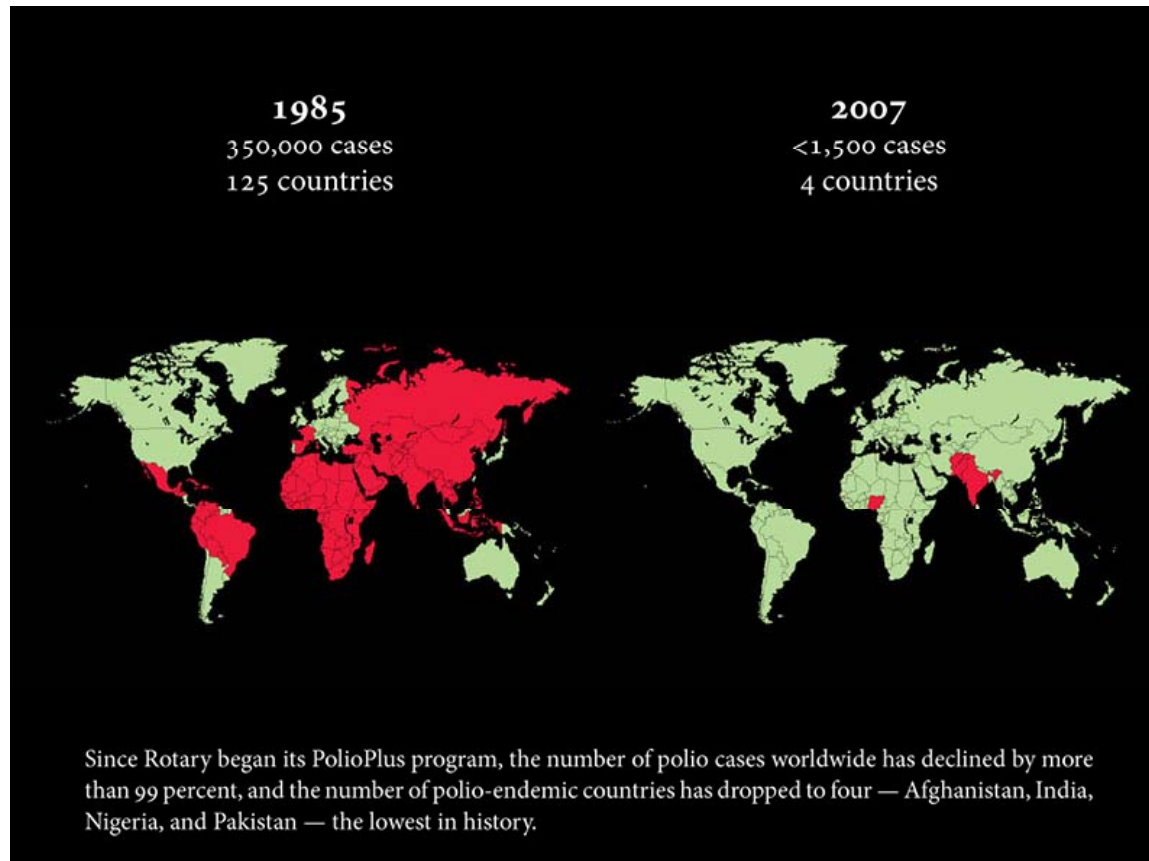 1985
350,000 cases
125 countries
2007
<1,500 cases
4 countries
Since Rotary began its PolioPlus program, the number of polio cases worldwide has declined by more
than 99 percent, and the number of polio-endemic countries has dropped to four — Afghanistan, India,
Nigeria, and Pakistan — the lowest in history.